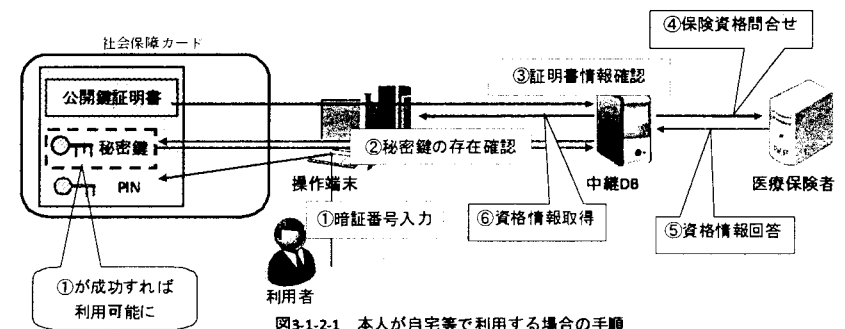 社会保障カード
公開鍵証明書
秘密鍵
PIN
①が成功すれば
利用可能に
操作端末
①暗証番号入力
利用者
②秘密鍵の存在確認
③証明書情報確認
中継DB
④保険資格問合せ
医療保険者
⑤資格情報回答
⑥資格情報取得
図3-1-2-1 本人が自宅等で利用する場合の手順